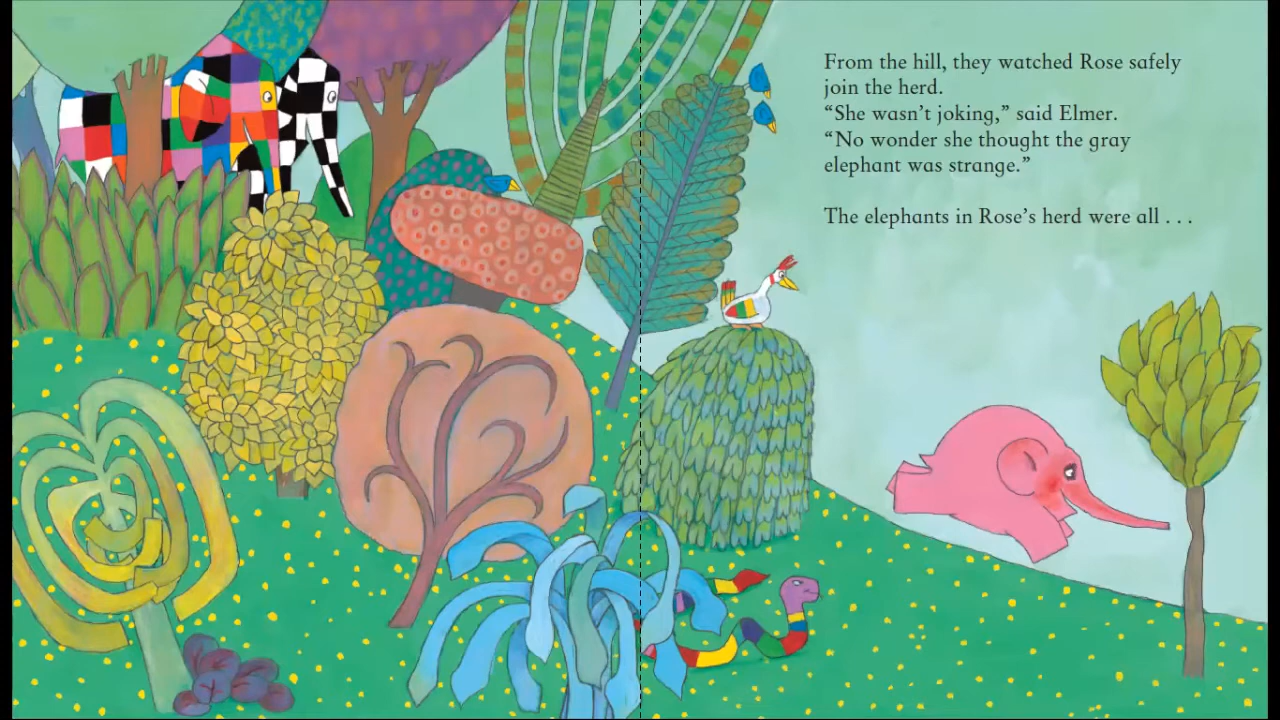 From the hill, they watched Rose safely
join the herd.
“She wasn’t joking,” said Elmer.
“No wonder she thought the gray
elephant was strange.”
The elephants in Rose’s herd were all . . .